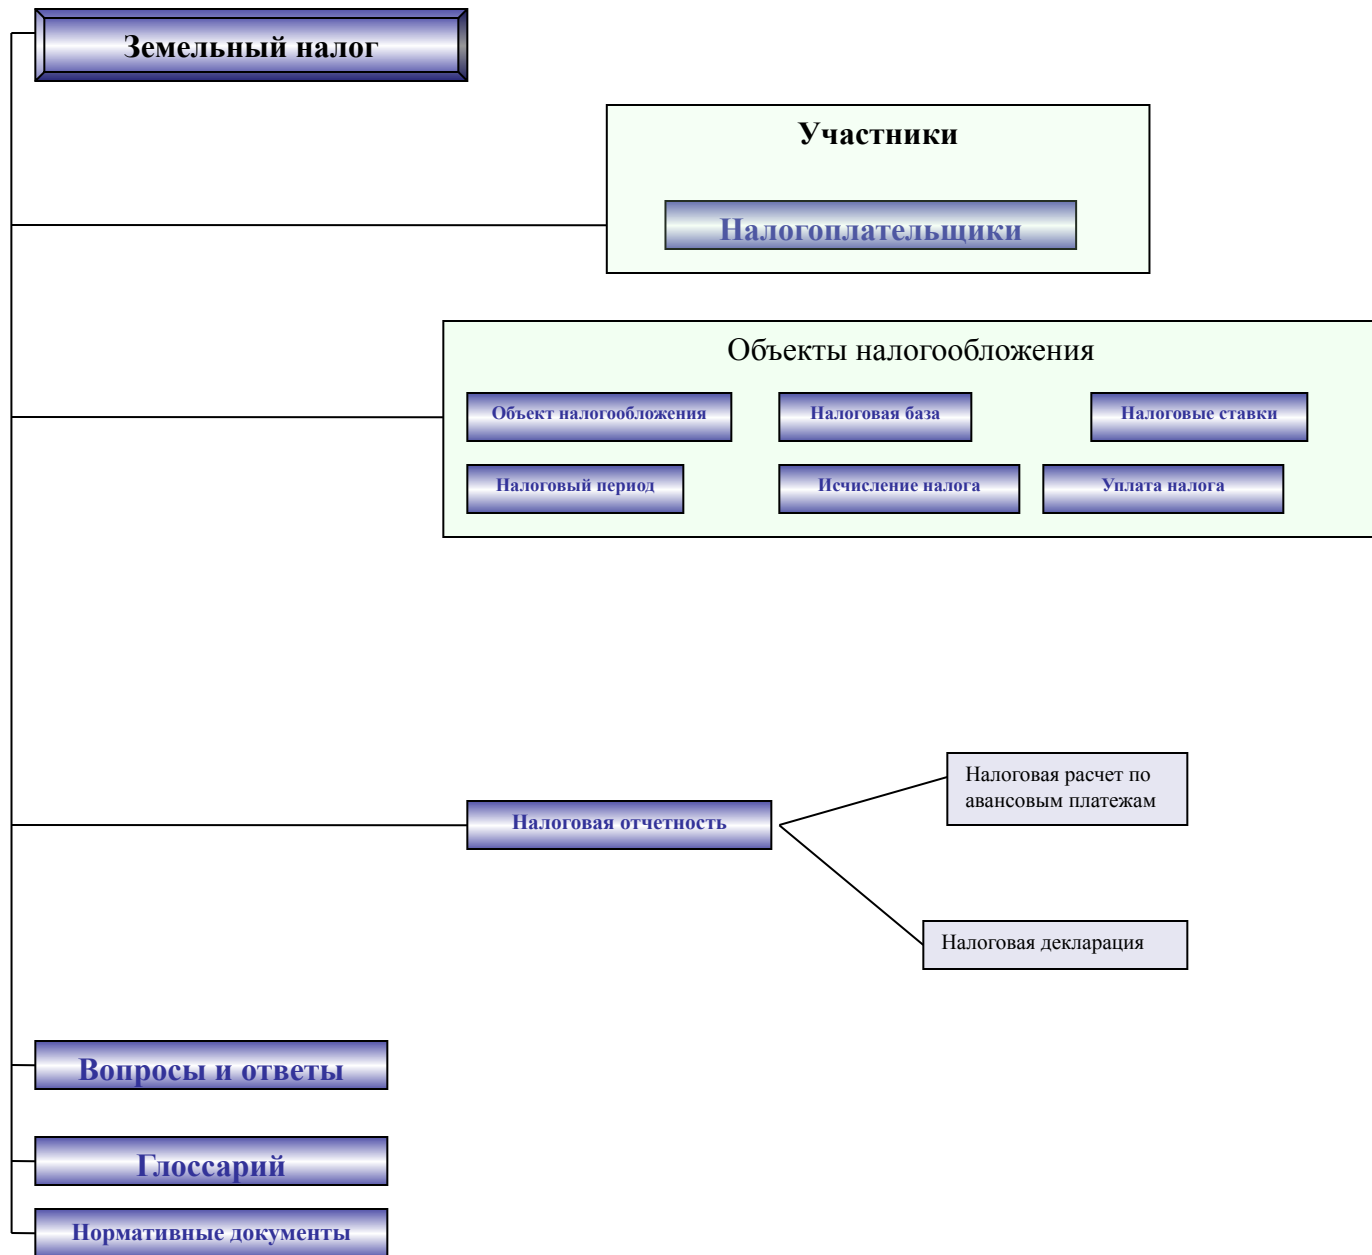 Земельный налог
Участники
Налогоплательщики
Объекты налогообложения
Объект налогообложения
Налоговая база
Налоговые ставки
Налоговый период
Исчисление налога
Уплата налога
Налоговая расчет по
авансовым платежам
Налоговая отчетность
Налоговая декларация
Вопросы и ответы
Глоссарий
Нормативные документы